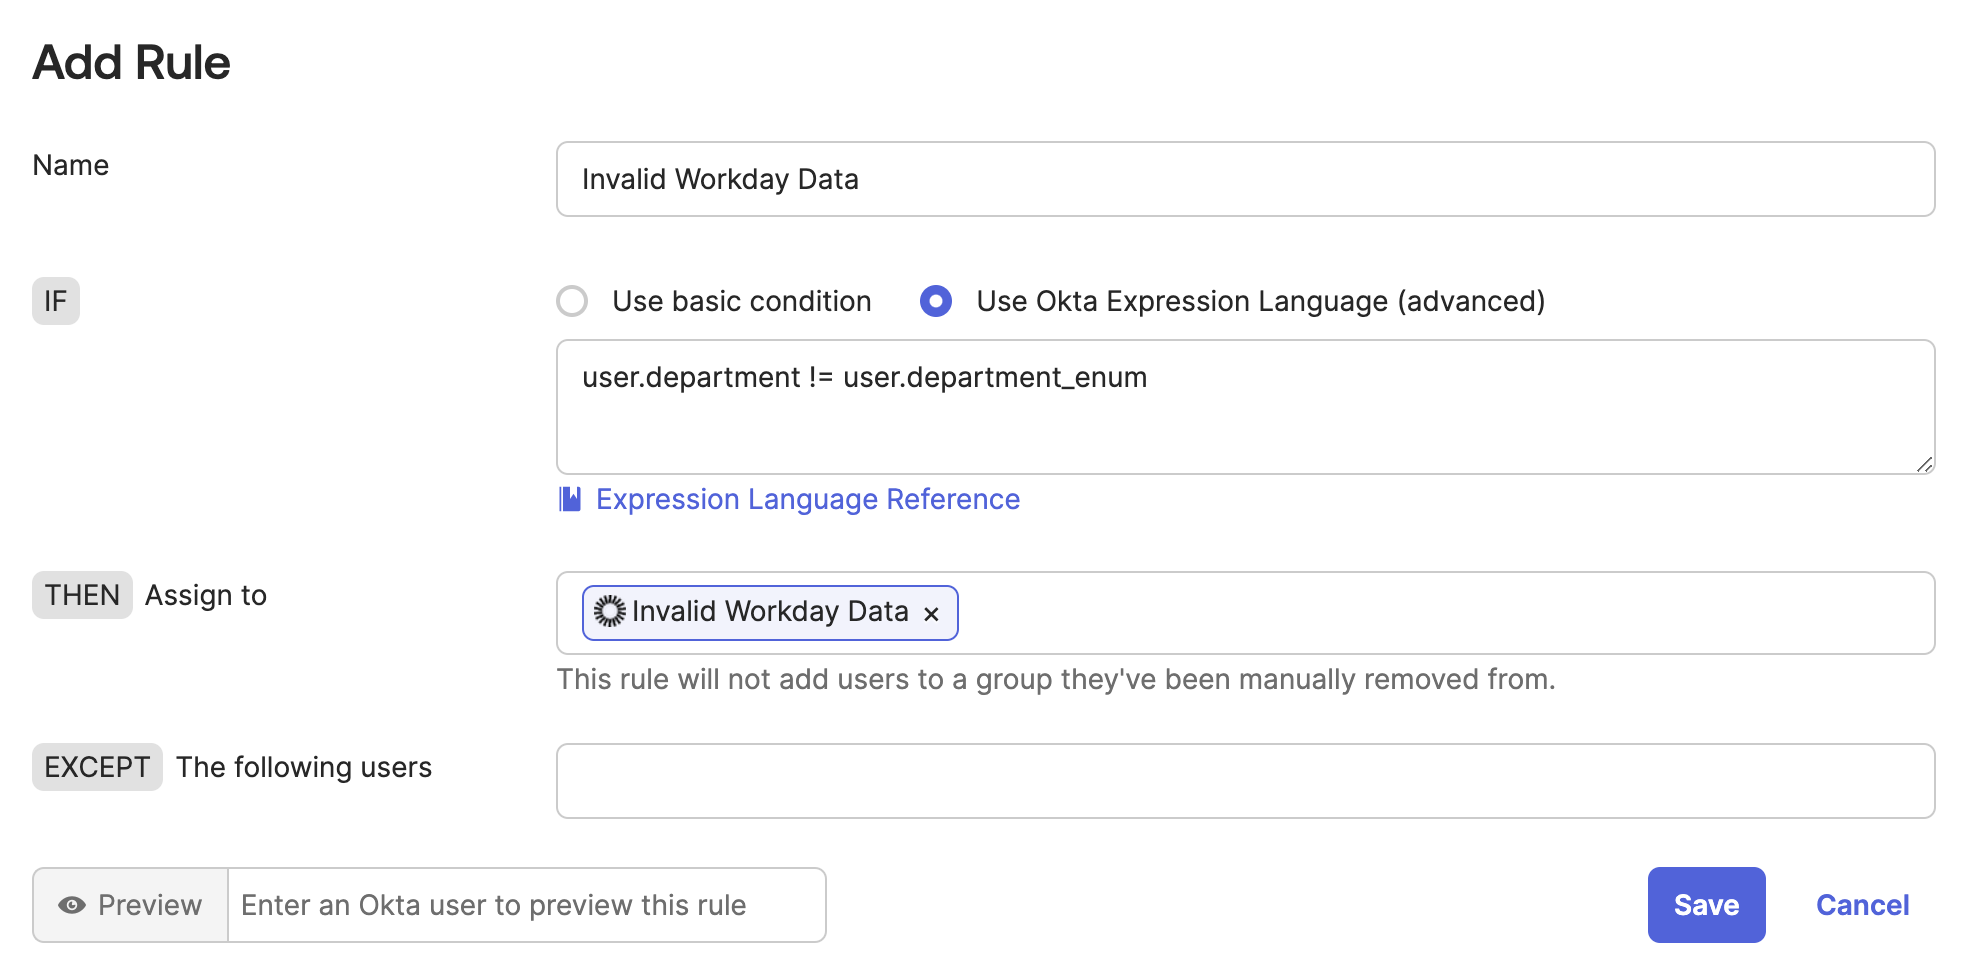 Add Rule
Name
Invalid Workday Data
IF
Use basic condition
Use Okta Expression Language (advanced)
user.department != user.department_enum
Expression Language Reference
THEN Assign to
Invalid Workday Data ×
This rule will not add users to a group they've been manually removed from.
EXCEPT The following users
Preview
Enter an Okta user to preview this rule
Save
Cancel